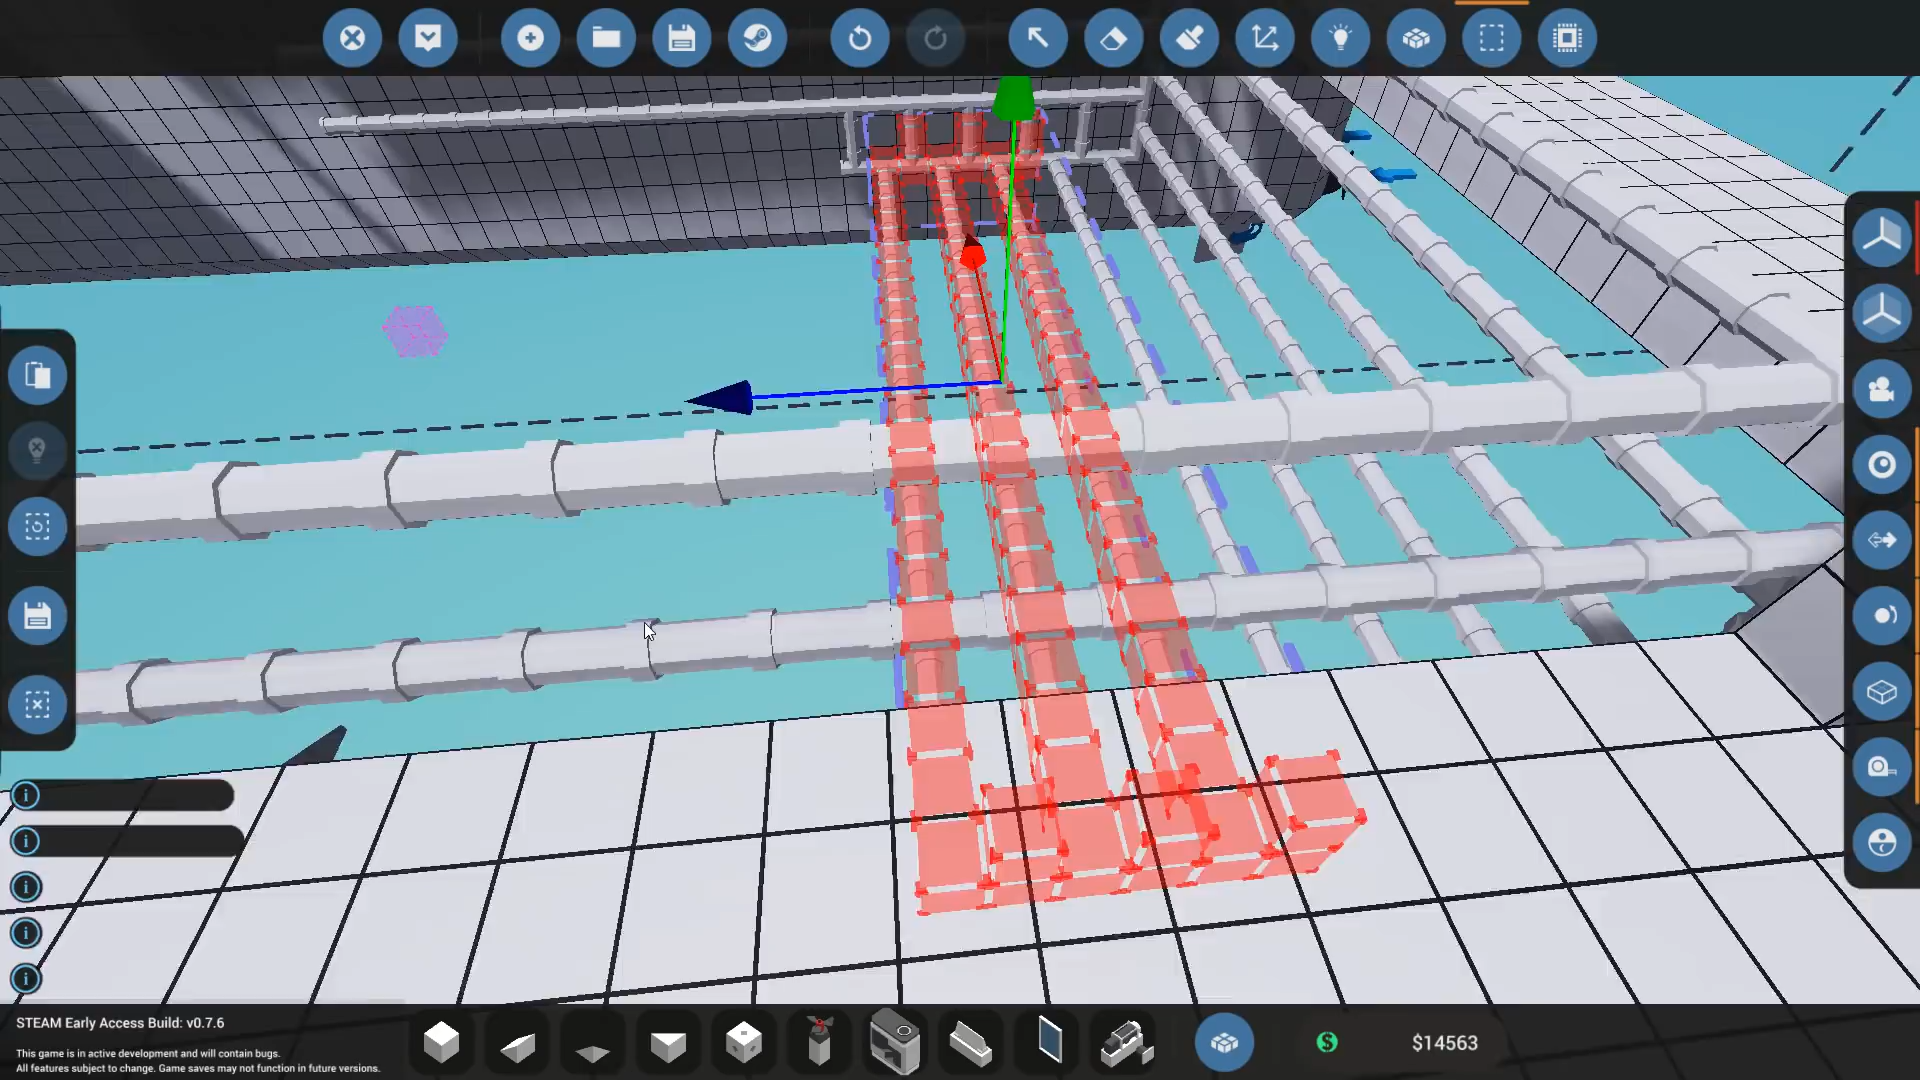 STEAM Early Access Build: v0.7.6
This game is in active development and will contain bugs.
All features subject to change. Game saves may not function in future versions.
$14563